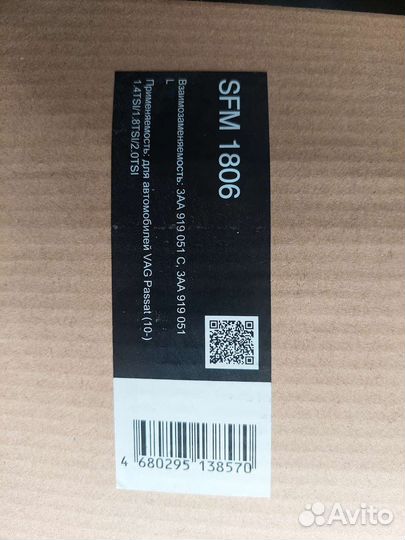 SFM 1806
Взаимозаменяемость: 3AA 919 051 C, 3AA 919 051
L
Применяемость: для автомобилей VAG Passat (10-)
1.4TSI/1.8TSI/2.0TSI
4 680295 138570
Avito